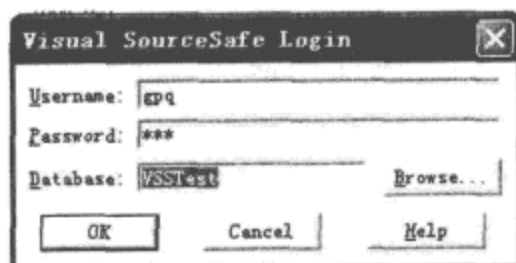 Visual SourceSafe Login
Username: gpq
Password: ***
Database: VSSTest
Browse...
OK Cancel Help